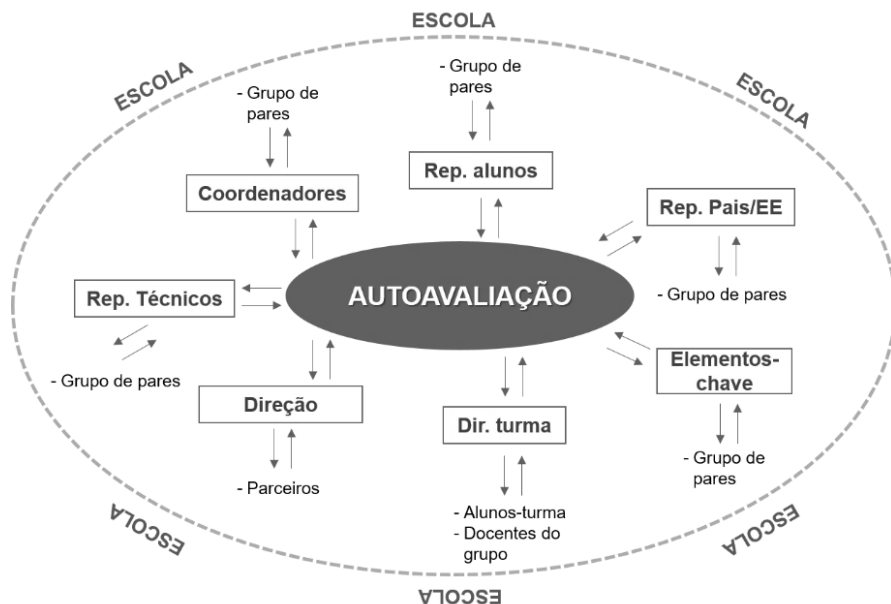 ESCOLA
ESCOLA
ESCOLA
- Grupo de
pares
- Grupo de
pares
Coordenadores
Rep. alunos
Rep. Pais/EE
- Grupo de pares
AUTOAVALIAÇÃO
Rep. Técnicos
- Grupo de pares
Elementos-
chave
- Grupo de
pares
Direção
- Parceiros
Dir. turma
- Alunos-turma
- Docentes do
grupo
ESCOLA
ESCOLA
ESCOLA